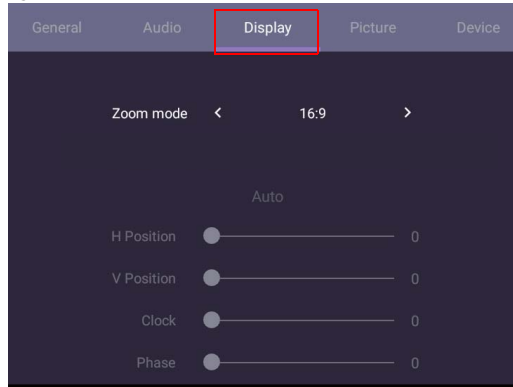 General Audio Display Picture Device
Zoom mode < 16:9 >
Auto
H Position 0
V Position 0
Clock 0
Phase 0